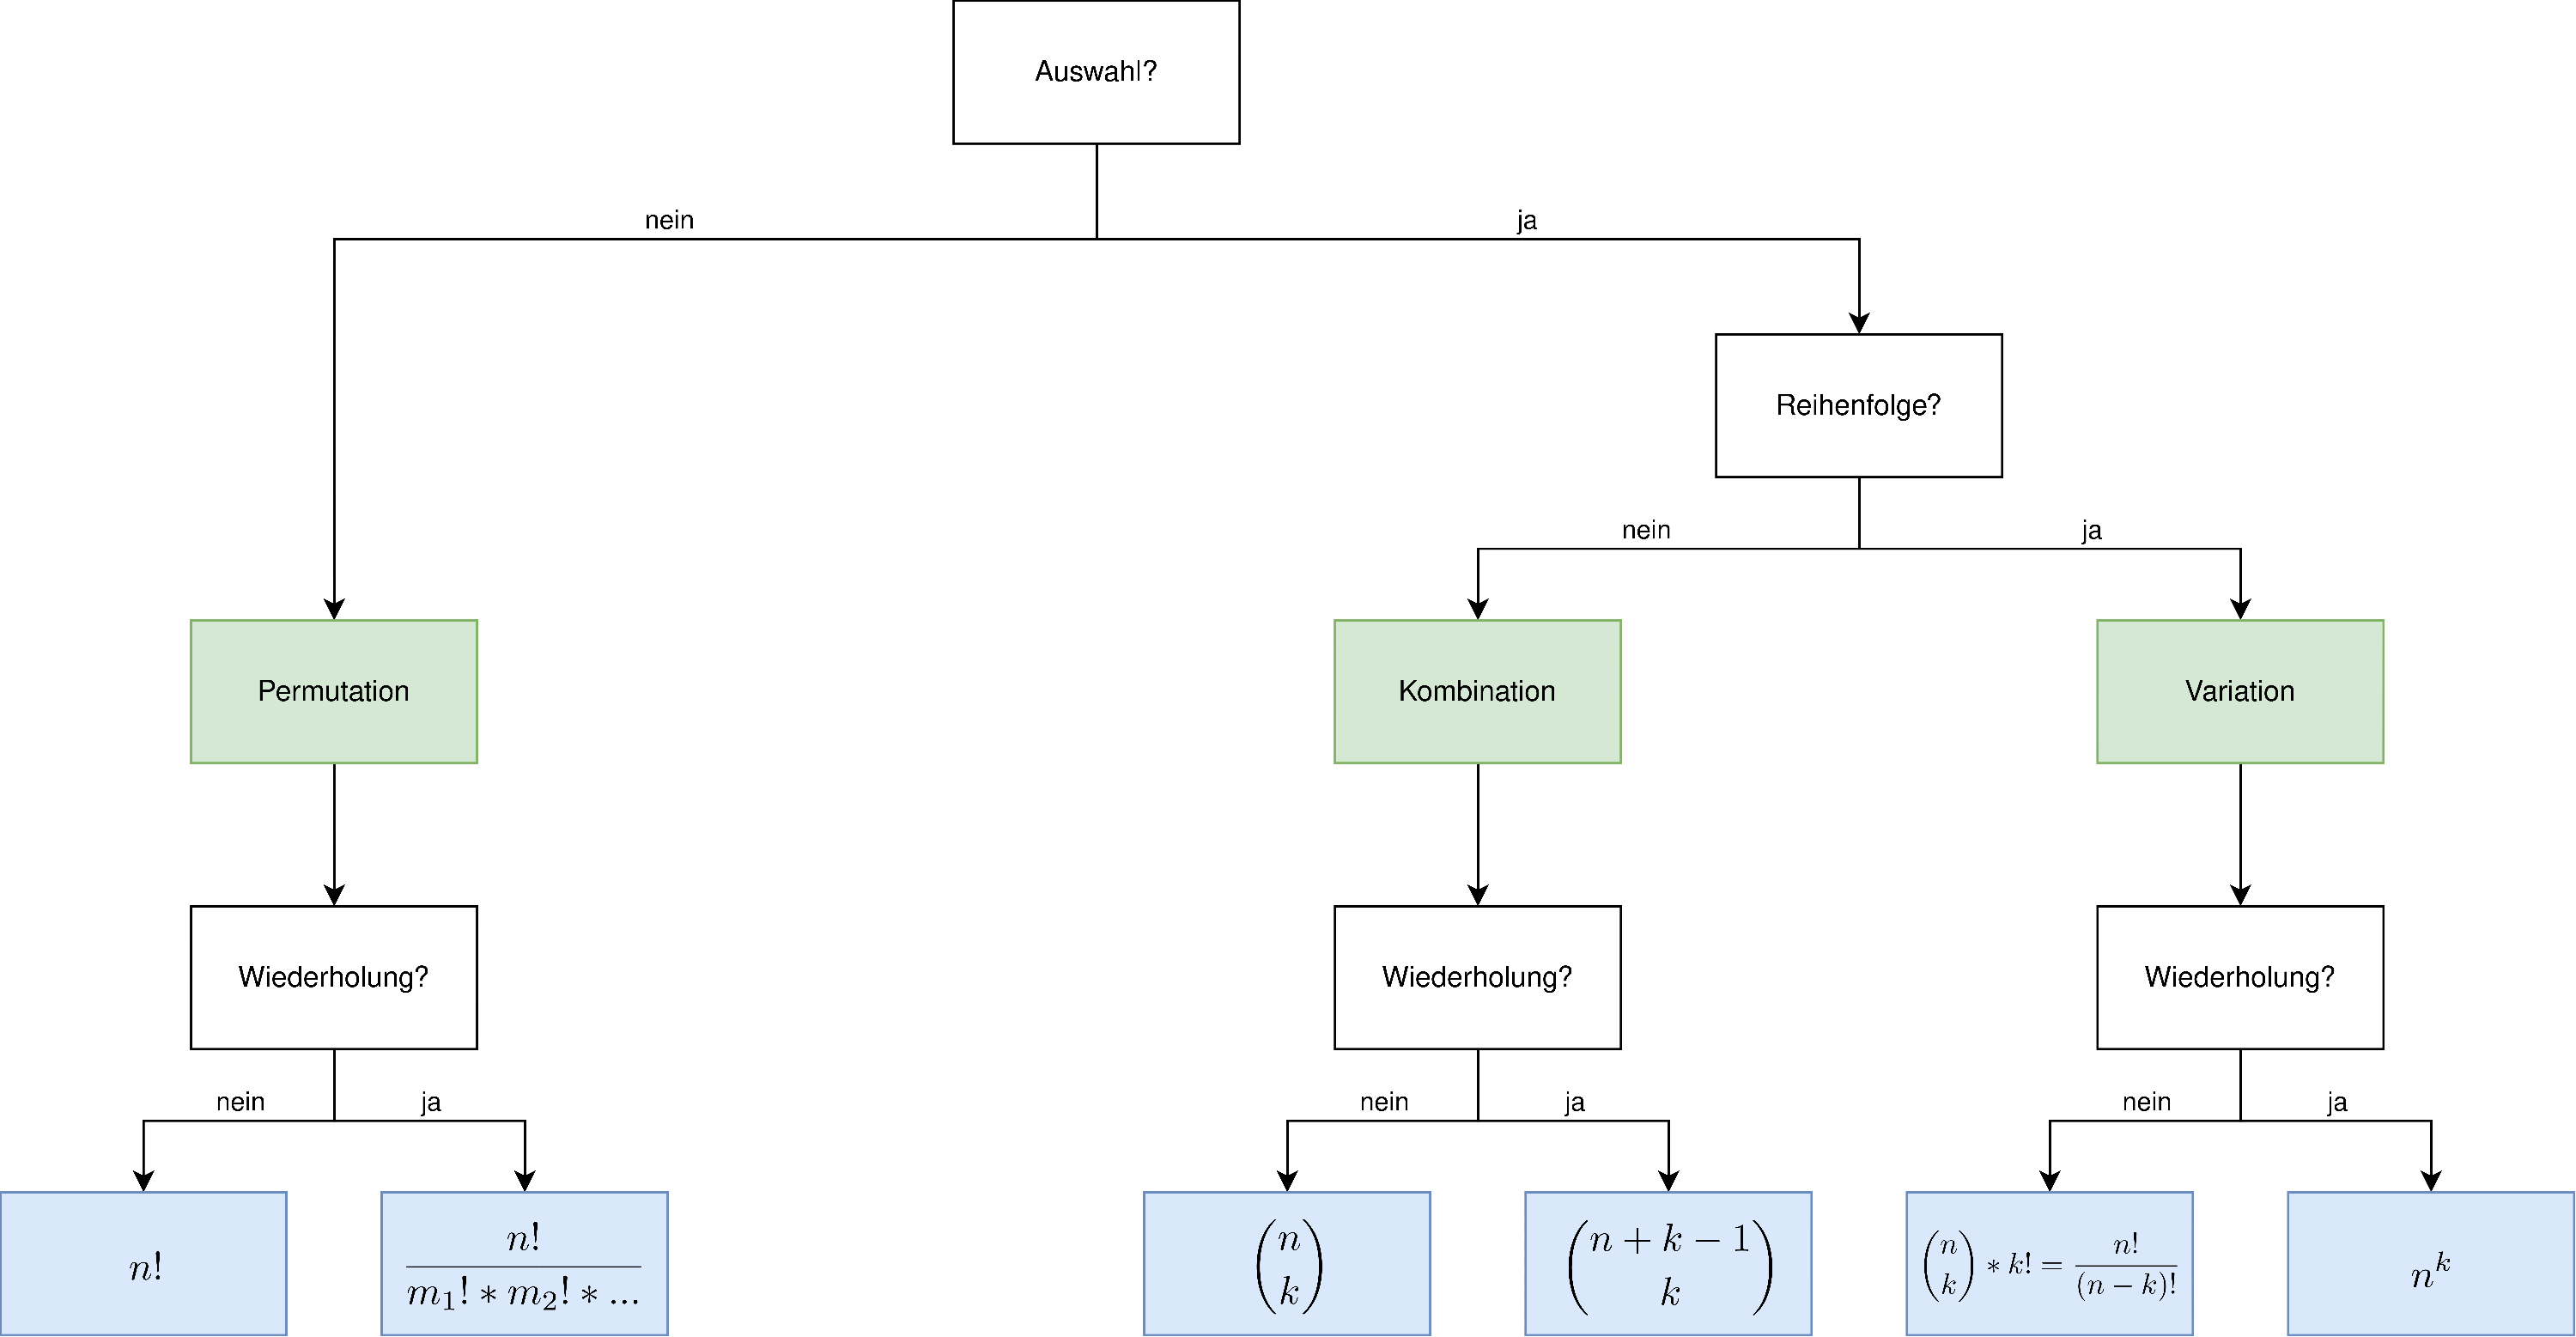 Auswahl?
nein
ja
Reihenfolge?
nein
ja
Permutation
Kombination
Variation
Wiederholung?
Wiederholung?
Wiederholung?
nein
ja
nein
ja
nein
ja
$n!$
$\frac{n!}{m_1! * m_2! * ...}$
$\binom{n}{k}$
$\binom{n+k-1}{k}$
$\binom{n}{k} * k! = \frac{n!}{(n-k)!}$
$n^k$